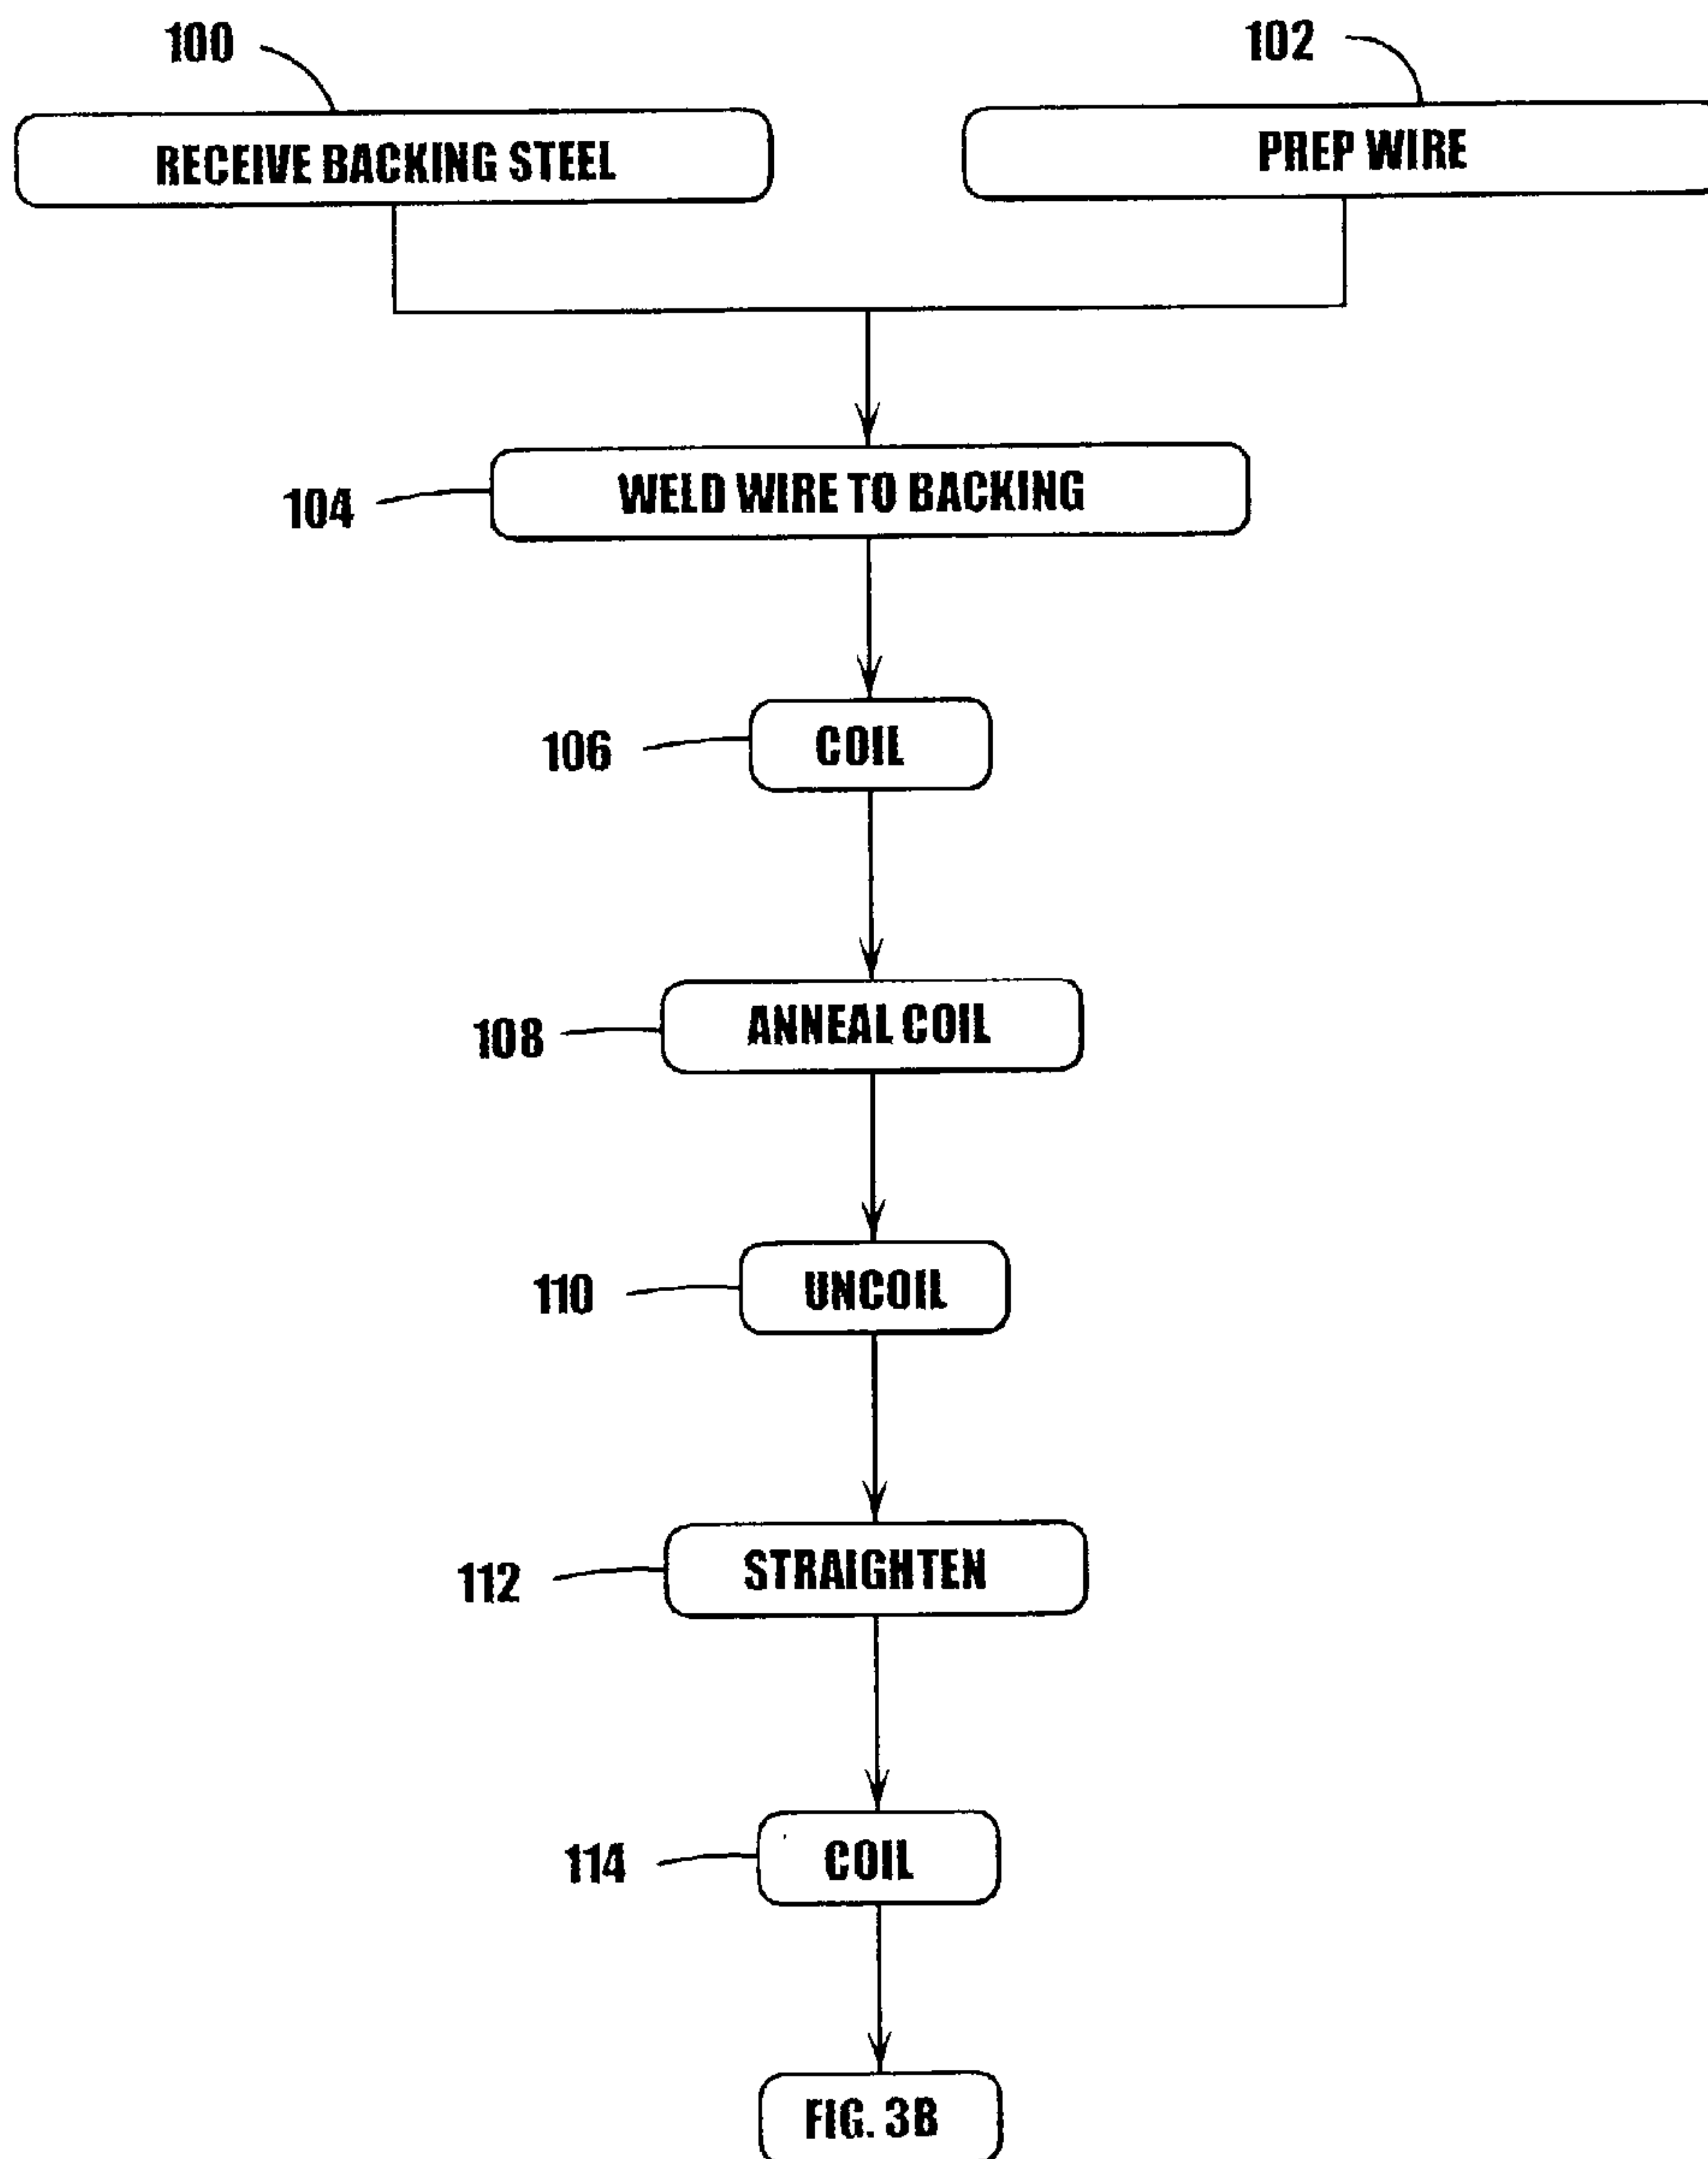 100
102
RECEIVE BACKING STEEL
PREP WIRE
104
WELD WIRE TO BACKING
106
COIL
108
ANNEAL COIL
110
UNCOIL
112
STRAIGHTEN
114
COIL
FIG. 3B